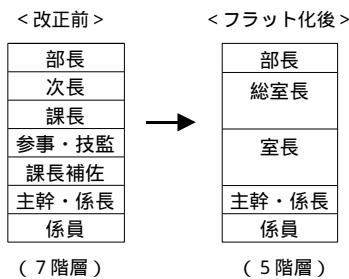 <改正前>
部長
次長
課長
参事・技監
課長補佐
主幹・係長
係員
(7階層)
<フラット化後>
部長
総室長
室長
主幹・係長
係員
(5階層)